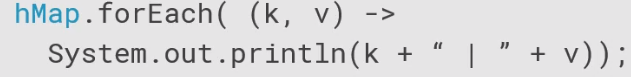 hMap.forEach( (k, v) ->
System.out.println(k + “ | ” + v));